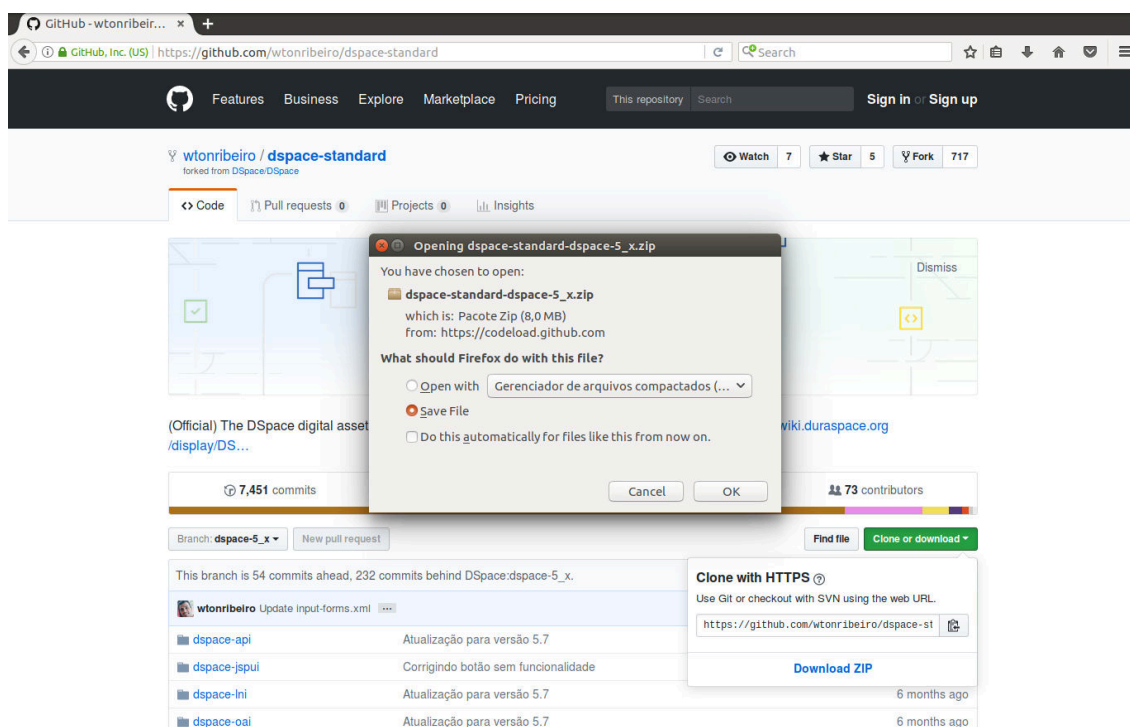 GitHub - wtonribeir...
GitHub, Inc. (US) https://github.com/wtonribeiro/dspace-standard
Search
Features Business Explore Marketplace Pricing
This repository Search
Sign in or Sign up
wtonribeiro / dspace-standard
forked from DSpace/DSpace
Watch 7 Star 5 Fork 717
Code Pull requests 0 Projects 0 Insights
Dismiss
Opening dspace-standard-dspace-5_x.zip
You have chosen to open:
dspace-standard-dspace-5_x.zip
which is: Pacote Zip (8,0 MB)
from: https://codeload.github.com
What should Firefox do with this file?
Open with Gerenciador de arquivos compactados (...
Save File
Do this automatically for files like this from now on.
Cancel OK
(Official) The DSpace digital asset
wiki.duraspace.org
/display/DS…
7,451 commits
73 contributors
Branch: dspace-5_x New pull request
Find file Clone or download
This branch is 54 commits ahead, 232 commits behind DSpace:dspace-5_x.
Clone with HTTPS
Use Git or checkout with SVN using the web URL.
https://github.com/wtonribeiro/dspace-st
Download ZIP
wtonribeiro Update input-forms.xml ...
dspace-api Atualização para versão 5.7
dspace-jspui Corrigindo botão sem funcionalidade
dspace-lni Atualização para versão 5.7 6 months ago
dspace-oai Atualização para versão 5.7 6 months ago